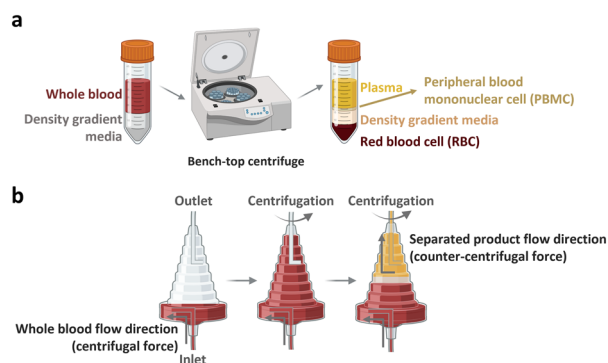 a
Whole blood
Density gradient
media
Bench-top centrifuge
Plasma
Peripheral blood
mononuclear cell (PBMC)
Density gradient media
Red blood cell (RBC)
b
Outlet
Centrifugation
Centrifugation
Separated product flow direction
(counter-centrifugal force)
Whole blood flow direction
(centrifugal force)
Inlet